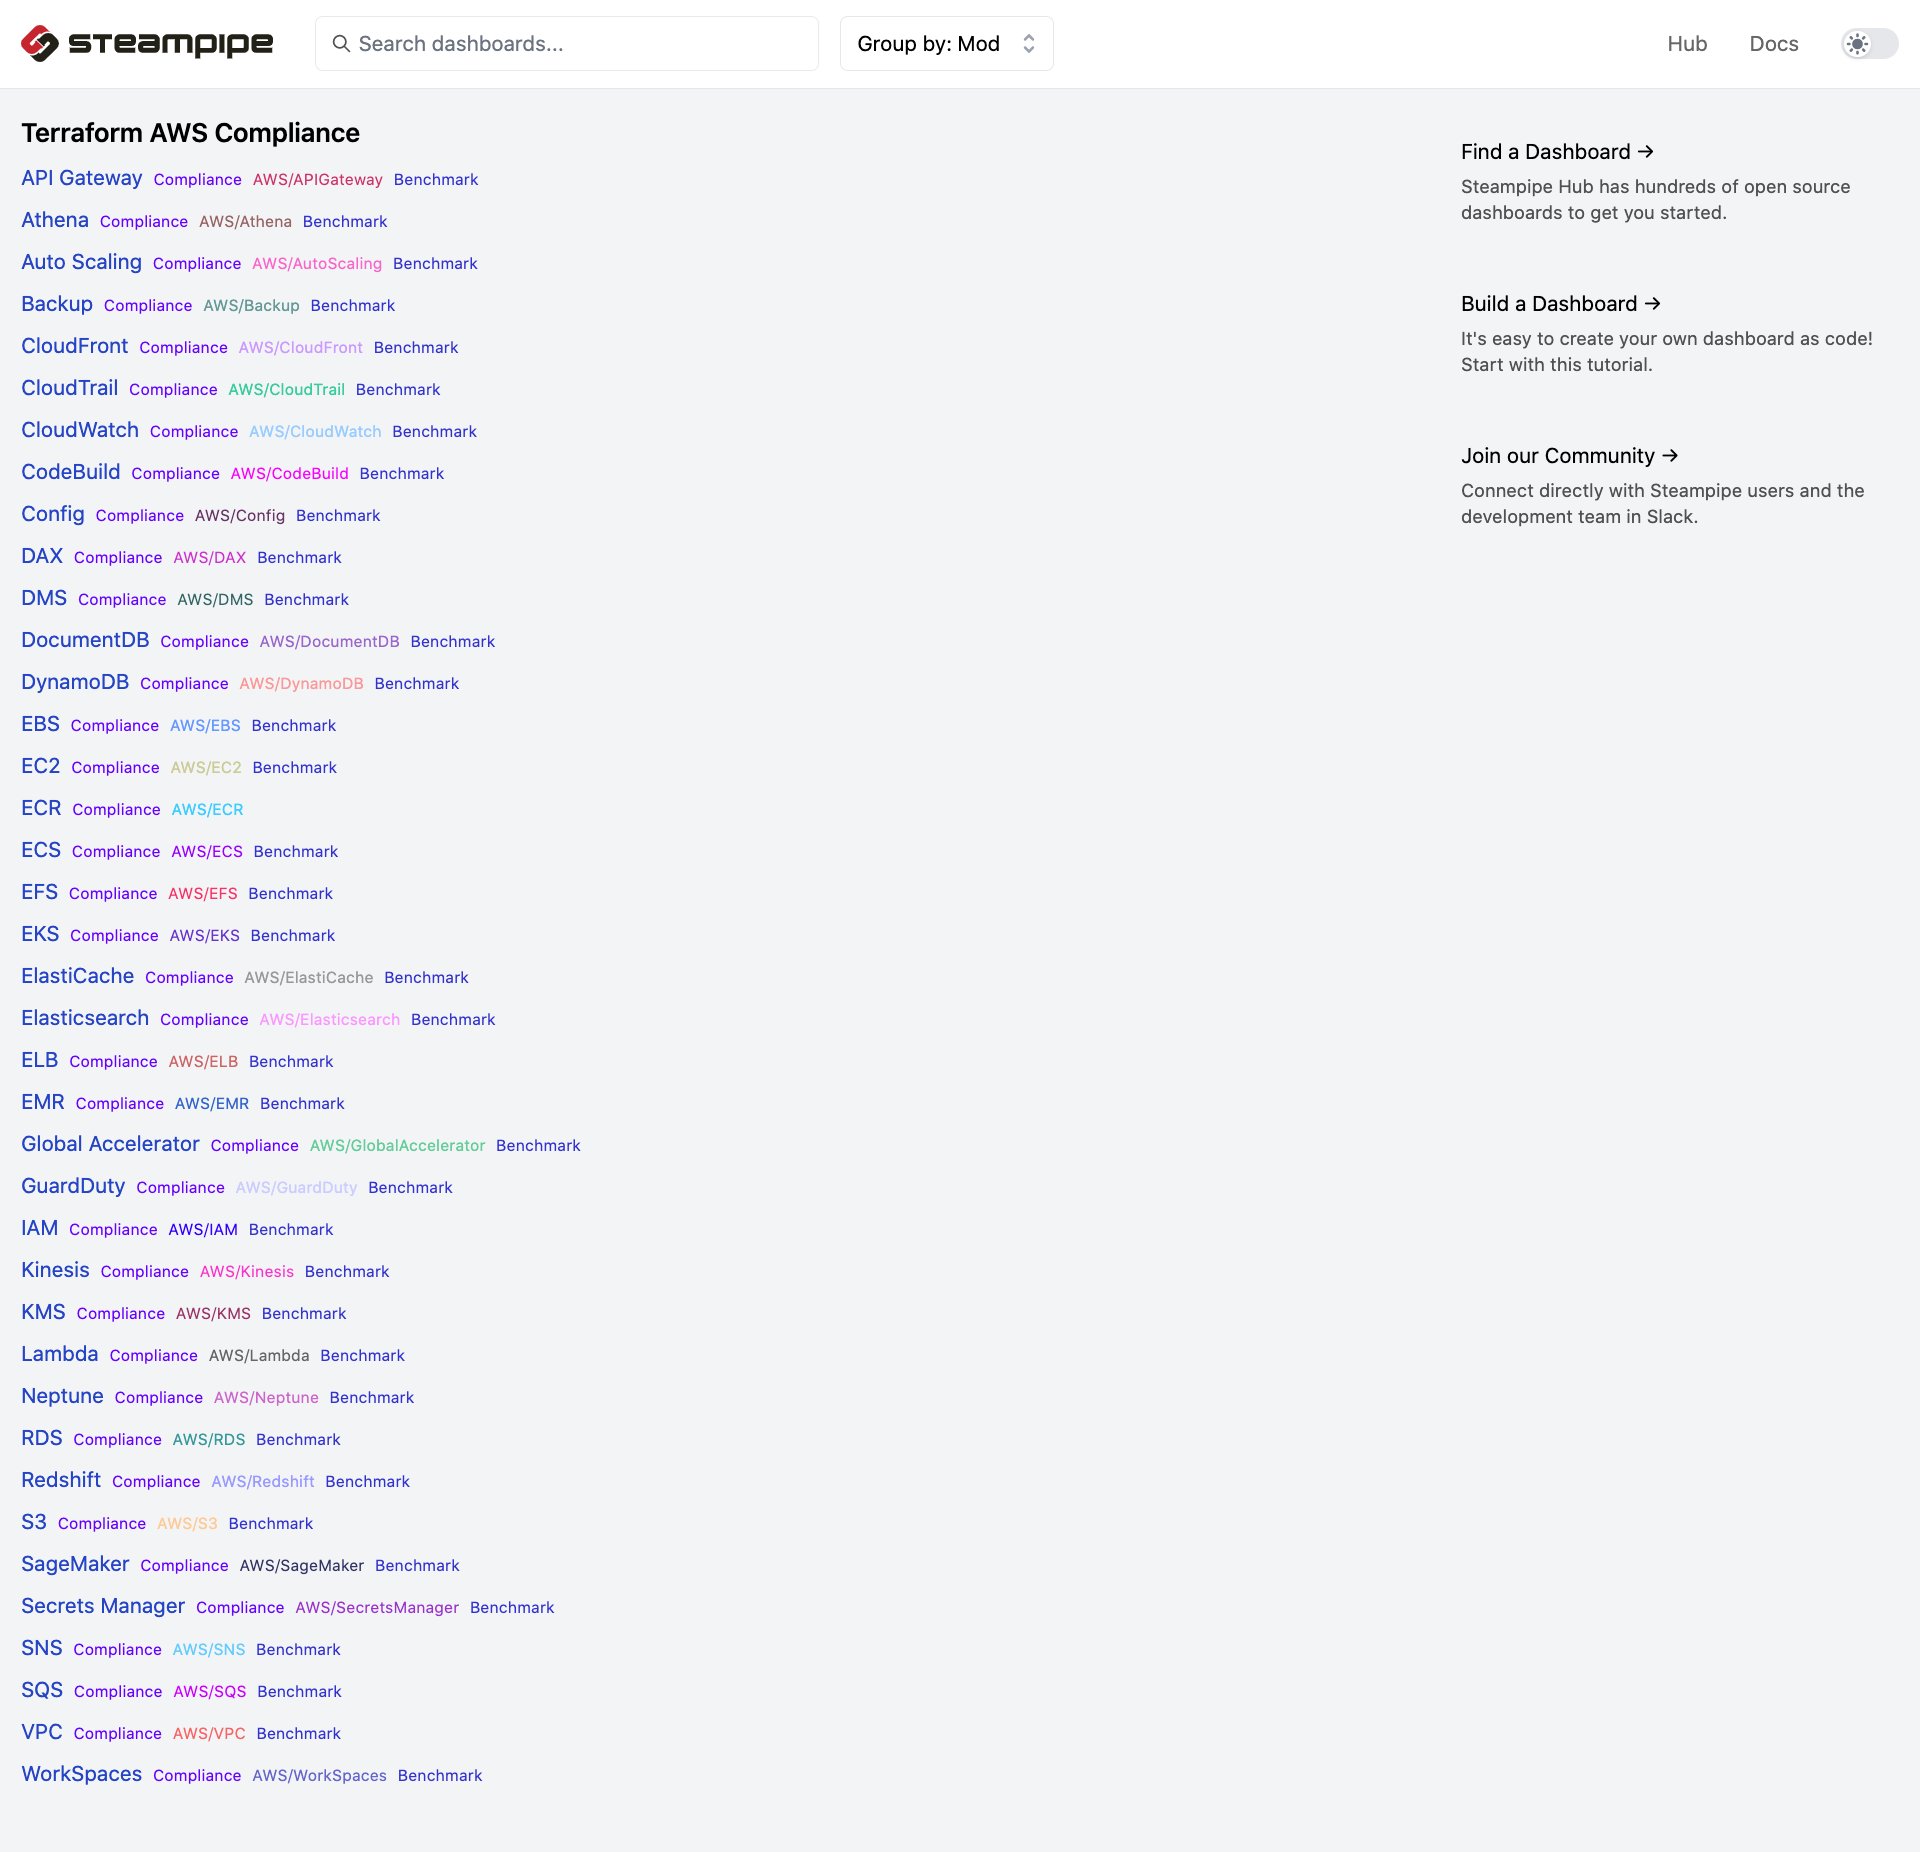 steampipe
Search dashboards...
Group by: Mod
Hub
Docs
Terraform AWS Compliance
API Gateway Compliance AWS/APIGateway Benchmark
Athena Compliance AWS/Athena Benchmark
Auto Scaling Compliance AWS/AutoScaling Benchmark
Backup Compliance AWS/Backup Benchmark
CloudFront Compliance AWS/CloudFront Benchmark
CloudTrail Compliance AWS/CloudTrail Benchmark
CloudWatch Compliance AWS/CloudWatch Benchmark
CodeBuild Compliance AWS/CodeBuild Benchmark
Config Compliance AWS/Config Benchmark
DAX Compliance AWS/DAX Benchmark
DMS Compliance AWS/DMS Benchmark
DocumentDB Compliance AWS/DocumentDB Benchmark
DynamoDB Compliance AWS/DynamoDB Benchmark
EBS Compliance AWS/EBS Benchmark
EC2 Compliance AWS/EC2 Benchmark
ECR Compliance AWS/ECR
ECS Compliance AWS/ECS Benchmark
EFS Compliance AWS/EFS Benchmark
EKS Compliance AWS/EKS Benchmark
ElastiCache Compliance AWS/ElastiCache Benchmark
Elasticsearch Compliance AWS/Elasticsearch Benchmark
ELB Compliance AWS/ELB Benchmark
EMR Compliance AWS/EMR Benchmark
Global Accelerator Compliance AWS/GlobalAccelerator Benchmark
GuardDuty Compliance AWS/GuardDuty Benchmark
IAM Compliance AWS/IAM Benchmark
Kinesis Compliance AWS/Kinesis Benchmark
KMS Compliance AWS/KMS Benchmark
Lambda Compliance AWS/Lambda Benchmark
Neptune Compliance AWS/Neptune Benchmark
RDS Compliance AWS/RDS Benchmark
Redshift Compliance AWS/Redshift Benchmark
S3 Compliance AWS/S3 Benchmark
SageMaker Compliance AWS/SageMaker Benchmark
Secrets Manager Compliance AWS/SecretsManager Benchmark
SNS Compliance AWS/SNS Benchmark
SQS Compliance AWS/SQS Benchmark
VPC Compliance AWS/VPC Benchmark
WorkSpaces Compliance AWS/WorkSpaces Benchmark
Find a Dashboard →
Steampipe Hub has hundreds of open source
dashboards to get you started.
Build a Dashboard →
It's easy to create your own dashboard as code!
Start with this tutorial.
Join our Community →
Connect directly with Steampipe users and the
development team in Slack.